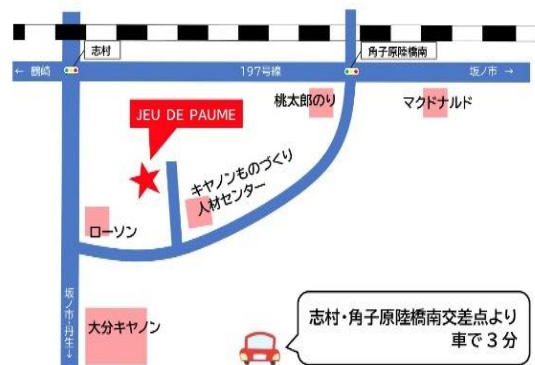 志村
角子原陸橋南
← 鶴崎
197号線
坂ノ市 →
JEU DE PAUME
桃太郎のり
マクドナルド
キヤノンものづくり
人材センター
ローソン
坂ノ市・丹生→
大分キヤノン
志村・角子原陸橋南交差点より
車で3分